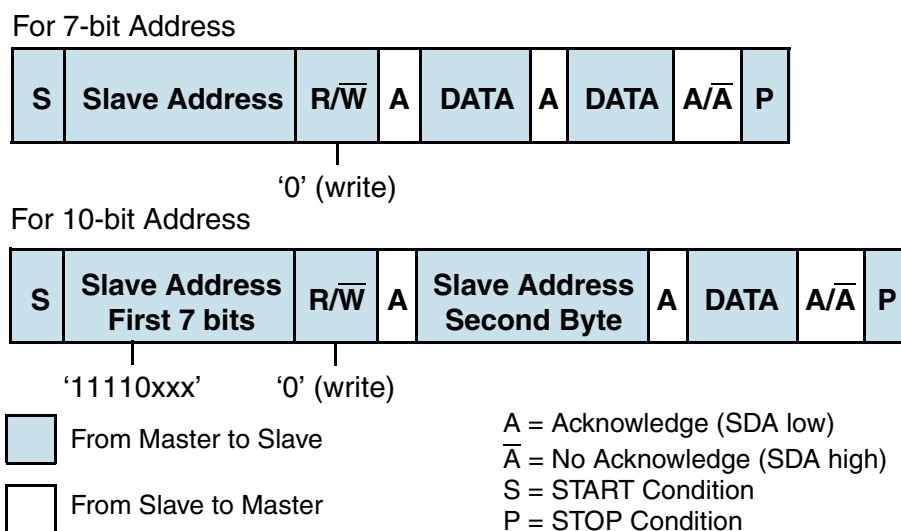 For 7-bit Address
S Slave Address R/W̅ A DATA A DATA A/A̅ P
‘0’ (write)
For 10-bit Address
S Slave Address First 7 bits R/W̅ A Slave Address Second Byte A DATA A/A̅ P
‘11110xxx’ ‘0’ (write)
From Master to Slave
From Slave to Master
A = Acknowledge (SDA low)
A̅ = No Acknowledge (SDA high)
S = START Condition
P = STOP Condition